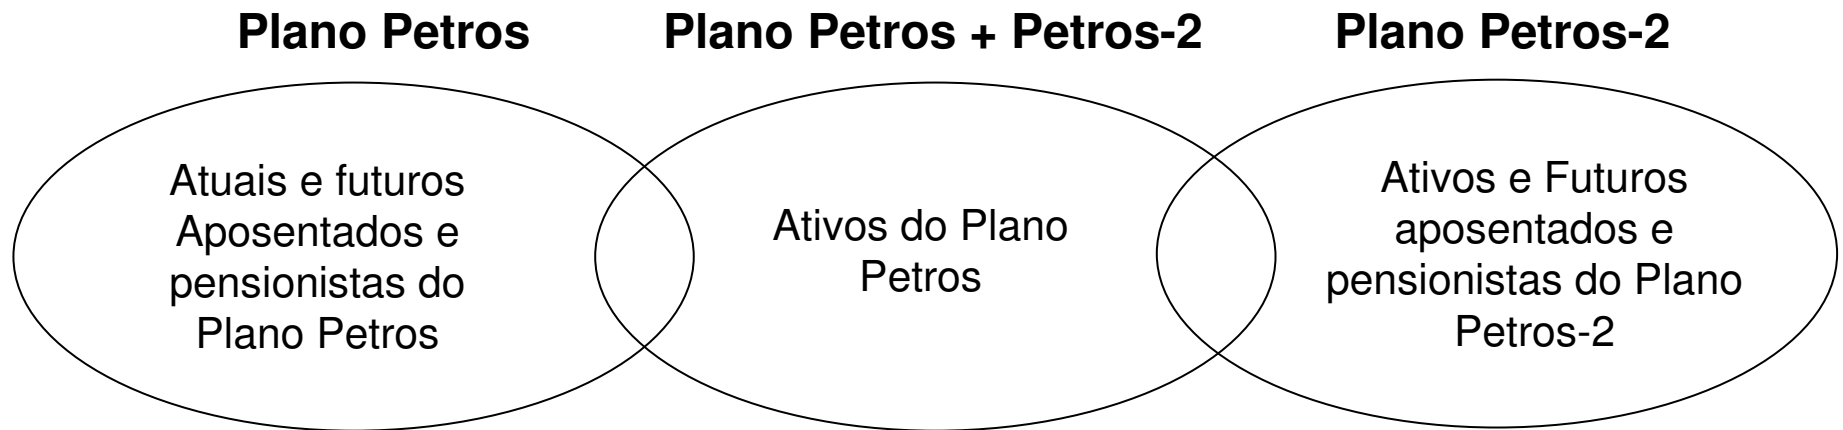 Plano Petros
Plano Petros + Petros-2
Plano Petros-2
Atuais e futuros
Aposentados e
pensionistas do
Plano Petros
Ativos do Plano
Petros
Ativos e Futuros
aposentados e
pensionistas do Plano
Petros-2